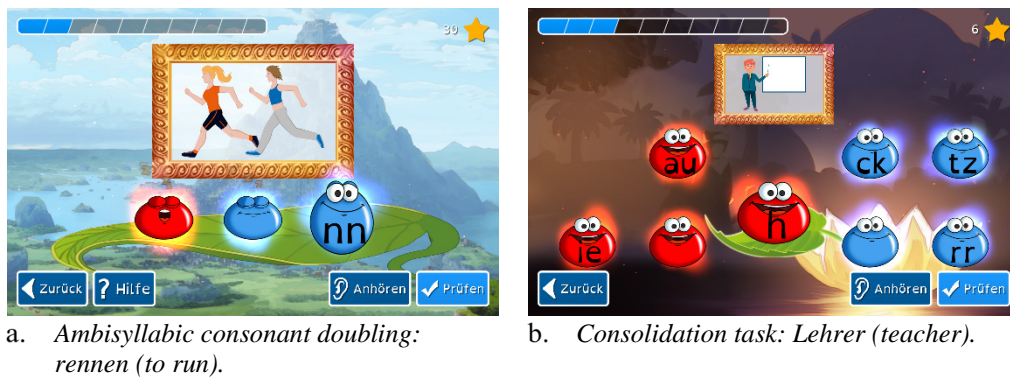 30
nn
Zurück
? Hilfe
Anhören
Prüfen
a. Ambisyllabic consonant doubling:
rennen (to run).
6
au
ck
tz
h
ie
rr
Zurück
Anhören
Prüfen
b. Consolidation task: Lehrer (teacher).